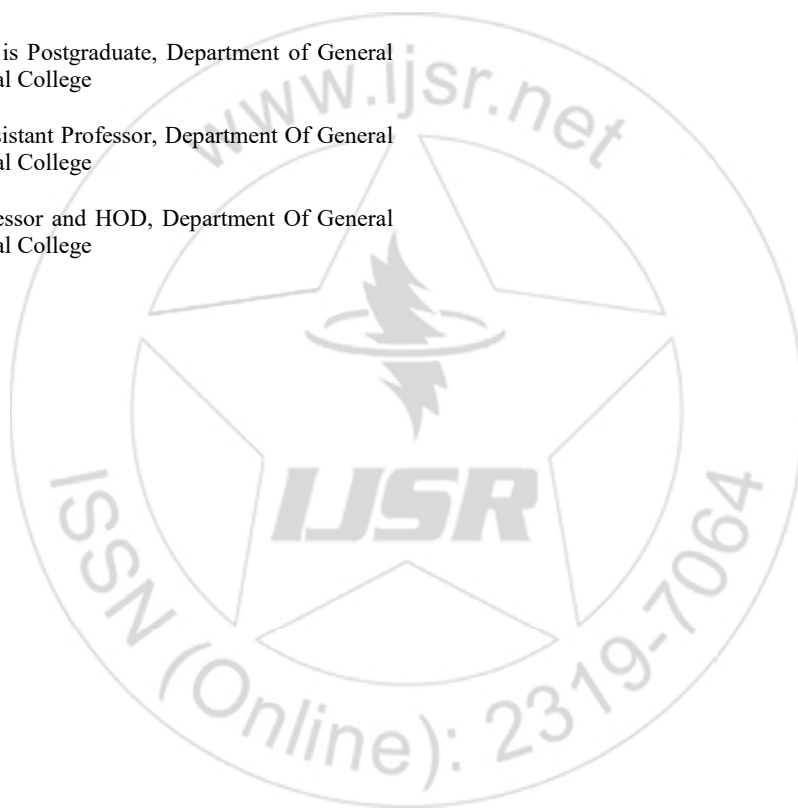 is Postgraduate, Department of General
al College
sistant Professor, Department Of General
al College
essor and HOD, Department Of General
al College
www.ijsr.net
IJSR
ISSN (Online): 2319-7064